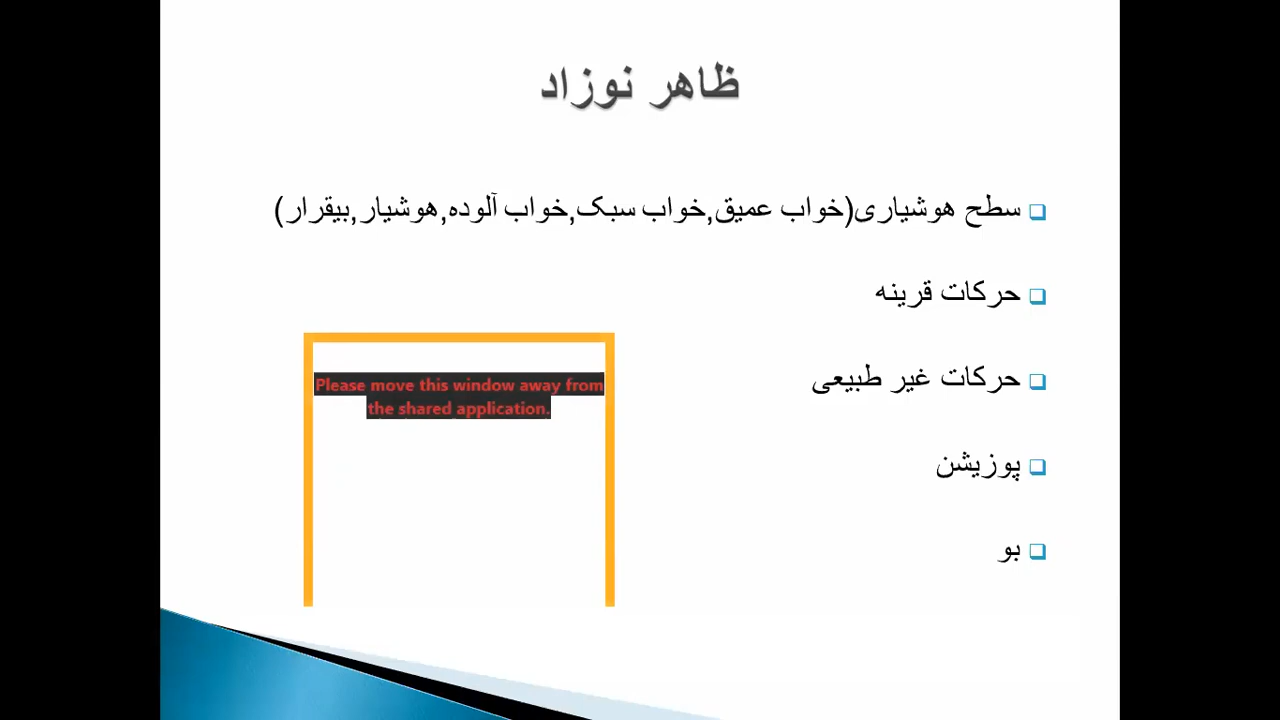 ظاهر نوزاد
سطح هوشیاری(خواب عمیق,خواب سبک,خواب آلوده,هوشیار,بیقرار)
حرکات قرینه
حرکات غیر طبیعی
پوزیشن
بو
Please move this window away from
the shared application.